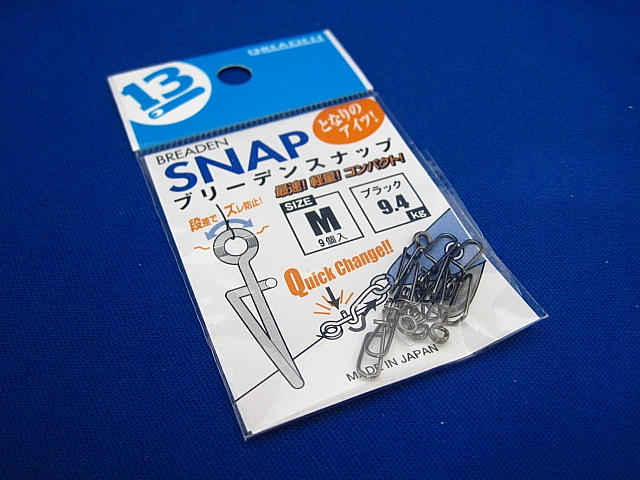 BREADEN
13
BREADEN
SNAP
となりの
アイツ!
ブリーデンスナップ
最速! 軽量! コンパクト!
段差で ズレ防止!
SIZE
M
9個入
ブラック
9.4
kg
Quick Change!!
MADE IN JAPAN